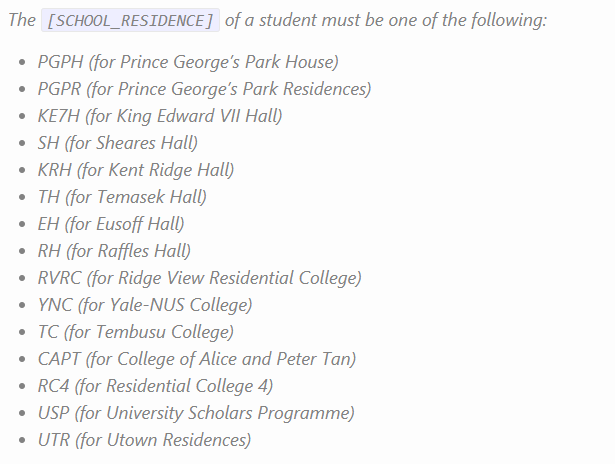 The [SCHOOL_RESIDENCE] of a student must be one of the following:
• PGPH (for Prince George's Park House)
• PGPR (for Prince George's Park Residences)
• KE7H (for King Edward VII Hall)
• SH (for Sheares Hall)
• KRH (for Kent Ridge Hall)
• TH (for Temasek Hall)
• EH (for Eusoff Hall)
• RH (for Raffles Hall)
• RVRC (for Ridge View Residential College)
• YNC (for Yale-NUS College)
• TC (for Tembusu College)
• CAPT (for College of Alice and Peter Tan)
• RC4 (for Residential College 4)
• USP (for University Scholars Programme)
• UTR (for Utown Residences)